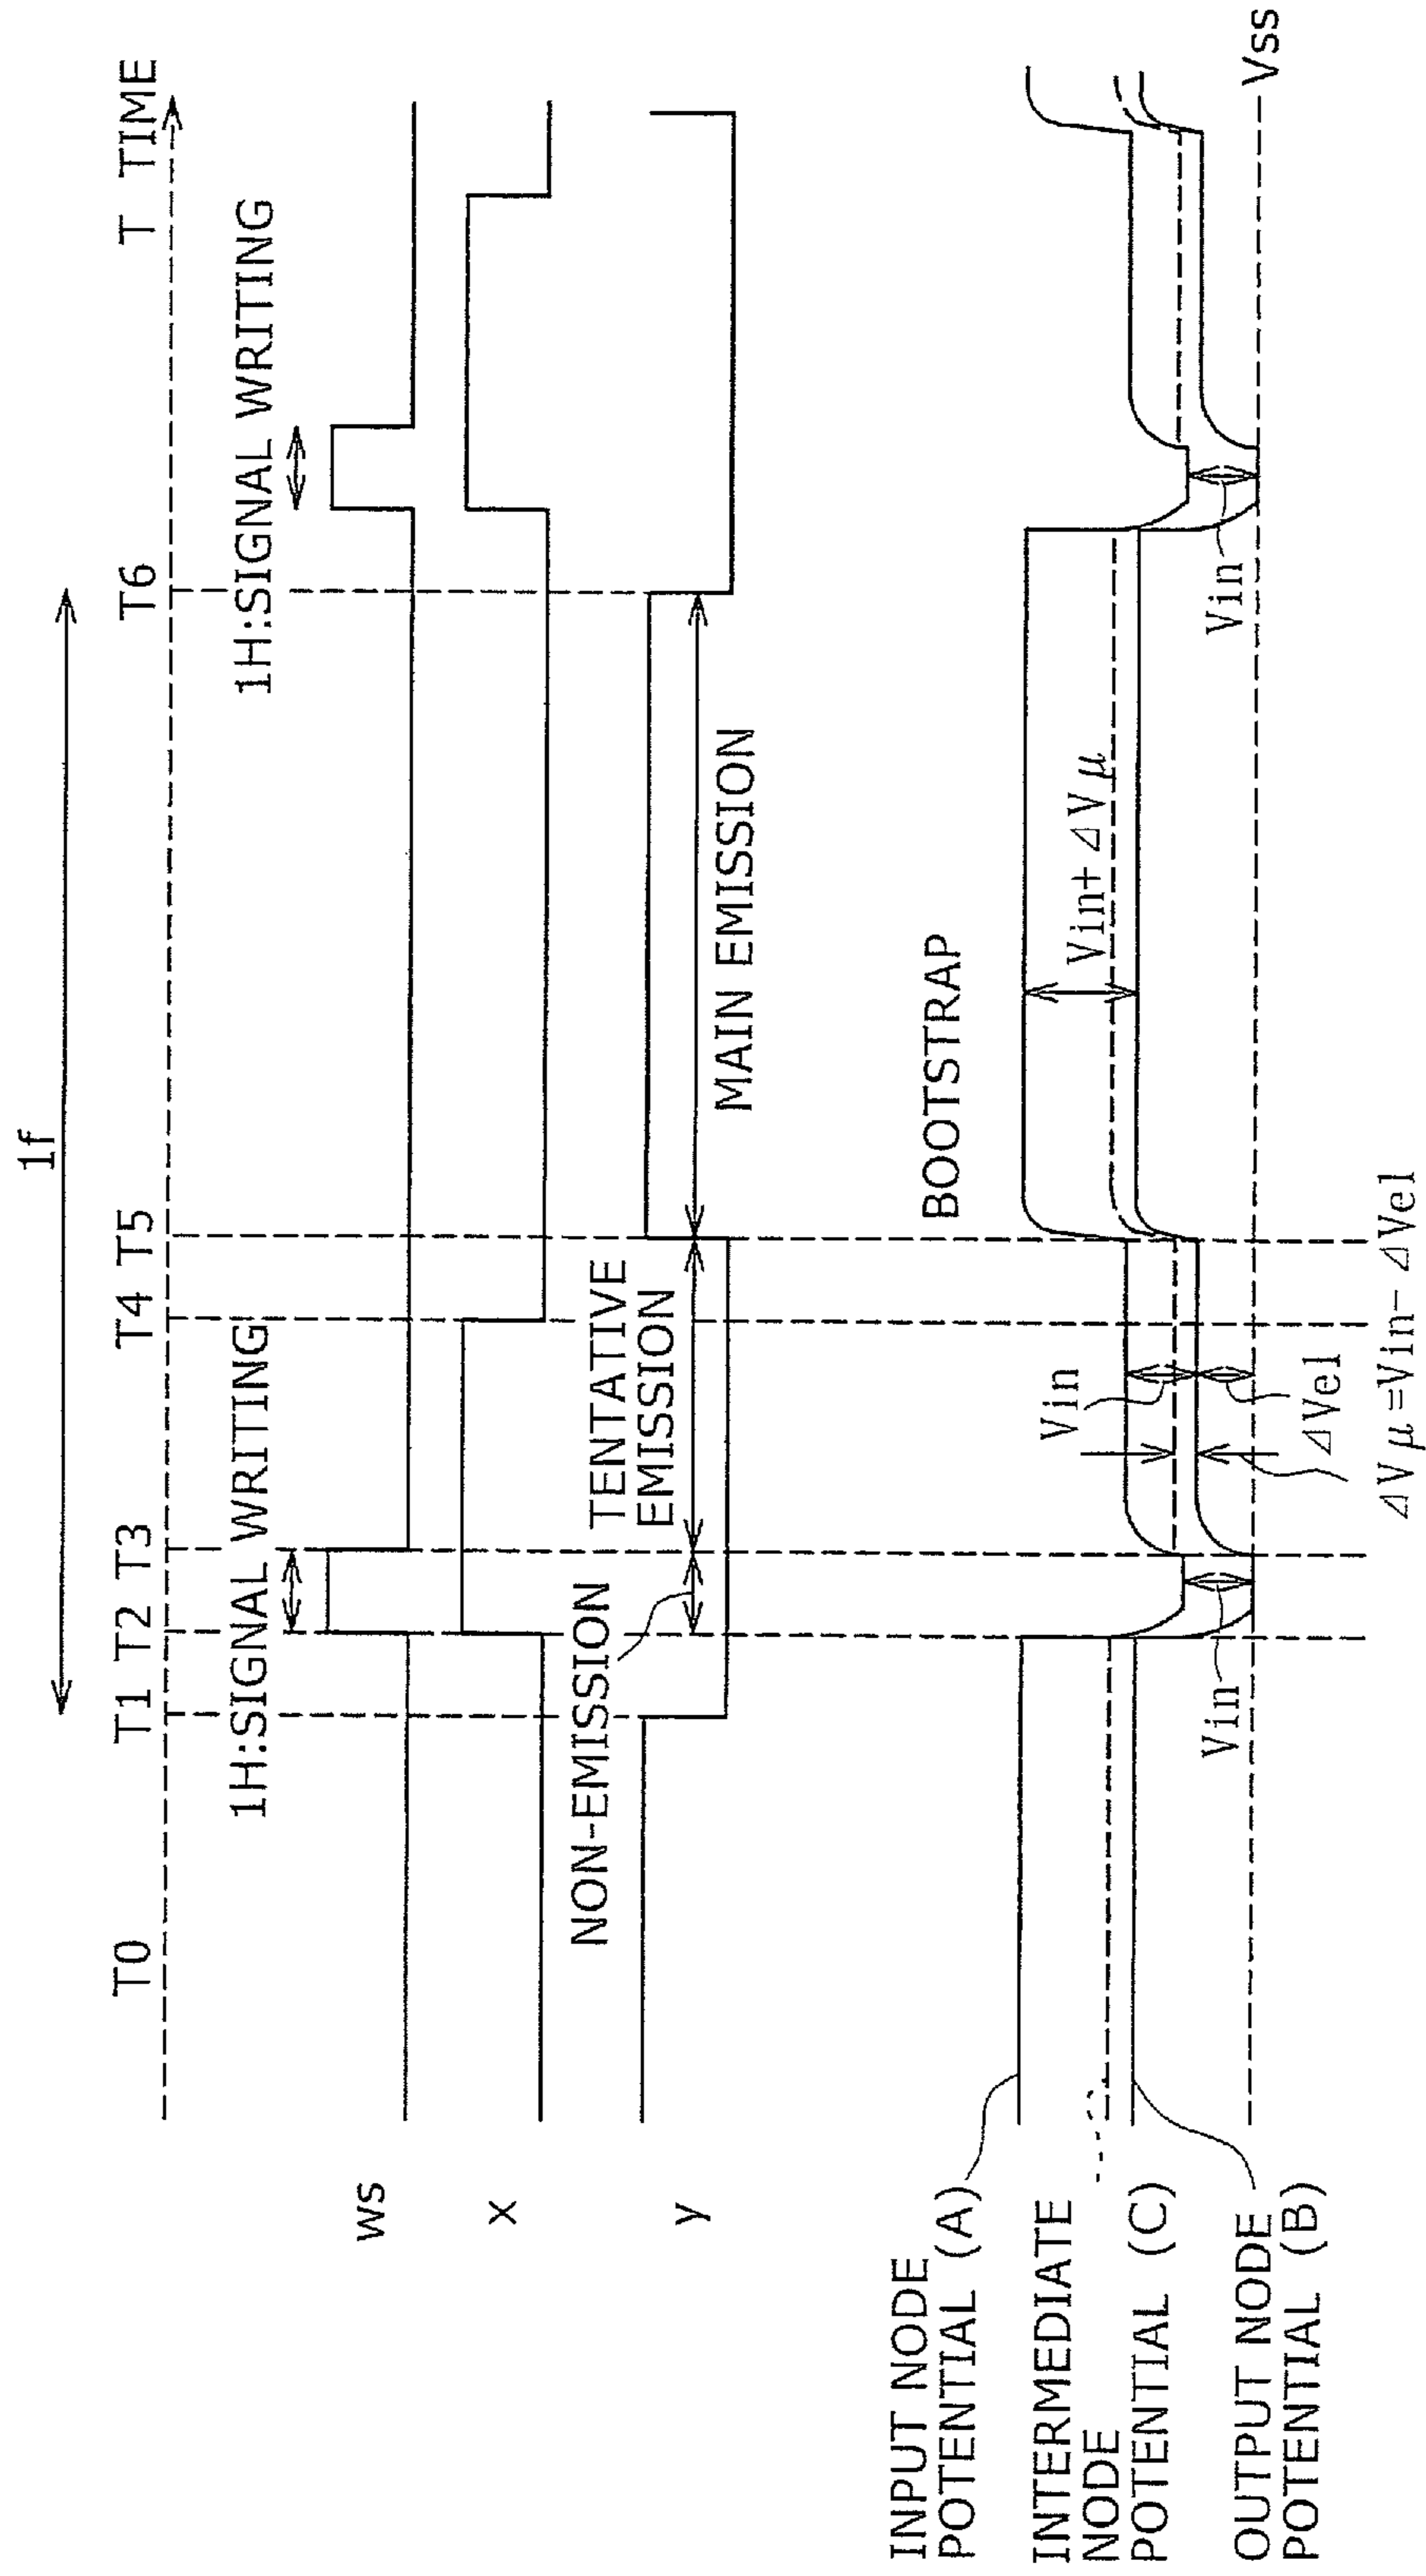 1f
T0
T1
T2
T3
T4
T5
T6
T
TIME
1H:SIGNAL WRITING
1H:SIGNAL WRITING
ws
x
NON-EMISSION
TENTATIVE
EMISSION
y
MAIN EMISSION
BOOTSTRAP
INPUT NODE
POTENTIAL (A)
INTERMEDIATE
NODE
POTENTIAL (C)
OUTPUT NODE
POTENTIAL (B)
Vin
Vin
Vin+ΔVμ
Vin
Vss
ΔVel
ΔVμ=Vin-ΔVel